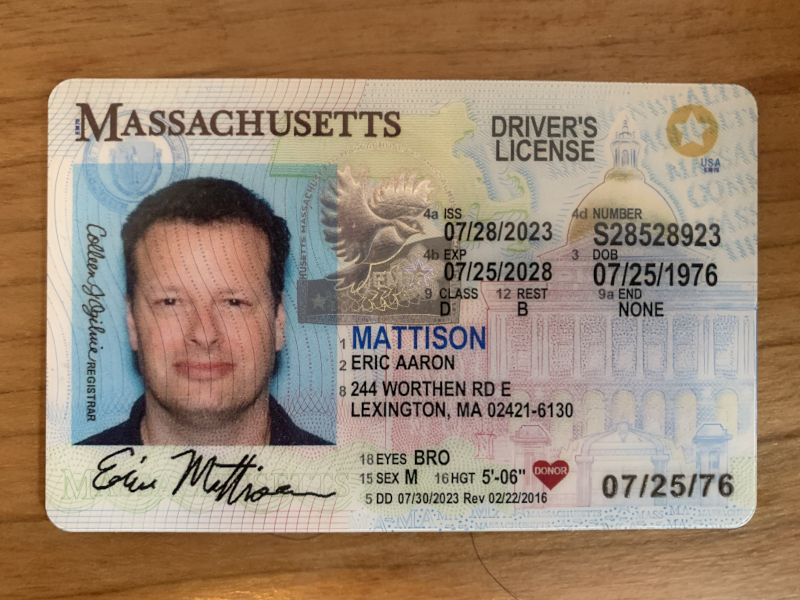 MASSACHUSETTS
DRIVER'S
LICENSE
USA
4a ISS
07/28/2023
4d NUMBER
S28528923
4b EXP
07/25/2028
3 DOB
07/25/1976
9 CLASS
D
12 REST
B
9a END
NONE
1 MATTISON
2 ERIC AARON
8 244 WORTHEN RD E
LEXINGTON, MA 02421-6130
18 EYES BRO
15 SEX M 16 HGT 5'-06"
DONOR
5 DD 07/30/2023 Rev 02/22/2016
07/25/76
Colleen J Ogilvie
REGISTRAR
Eric Mattison